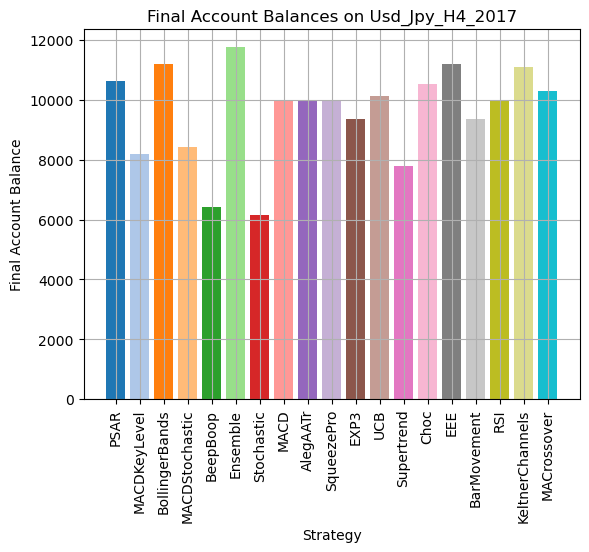 Final Account Balances on Usd_Jpy_H4_2017
Final Account Balance
12000
10000
8000
6000
4000
2000
0
PSAR
MACDKeyLevel
BollingerBands
MACDStochastic
BeepBoop
Ensemble
Stochastic
MACD
AlegAATr
SqueezePro
EXP3
UCB
Supertrend
Choc
EEE
BarMovement
RSI
KeltnerChannels
MACrossover
Strategy